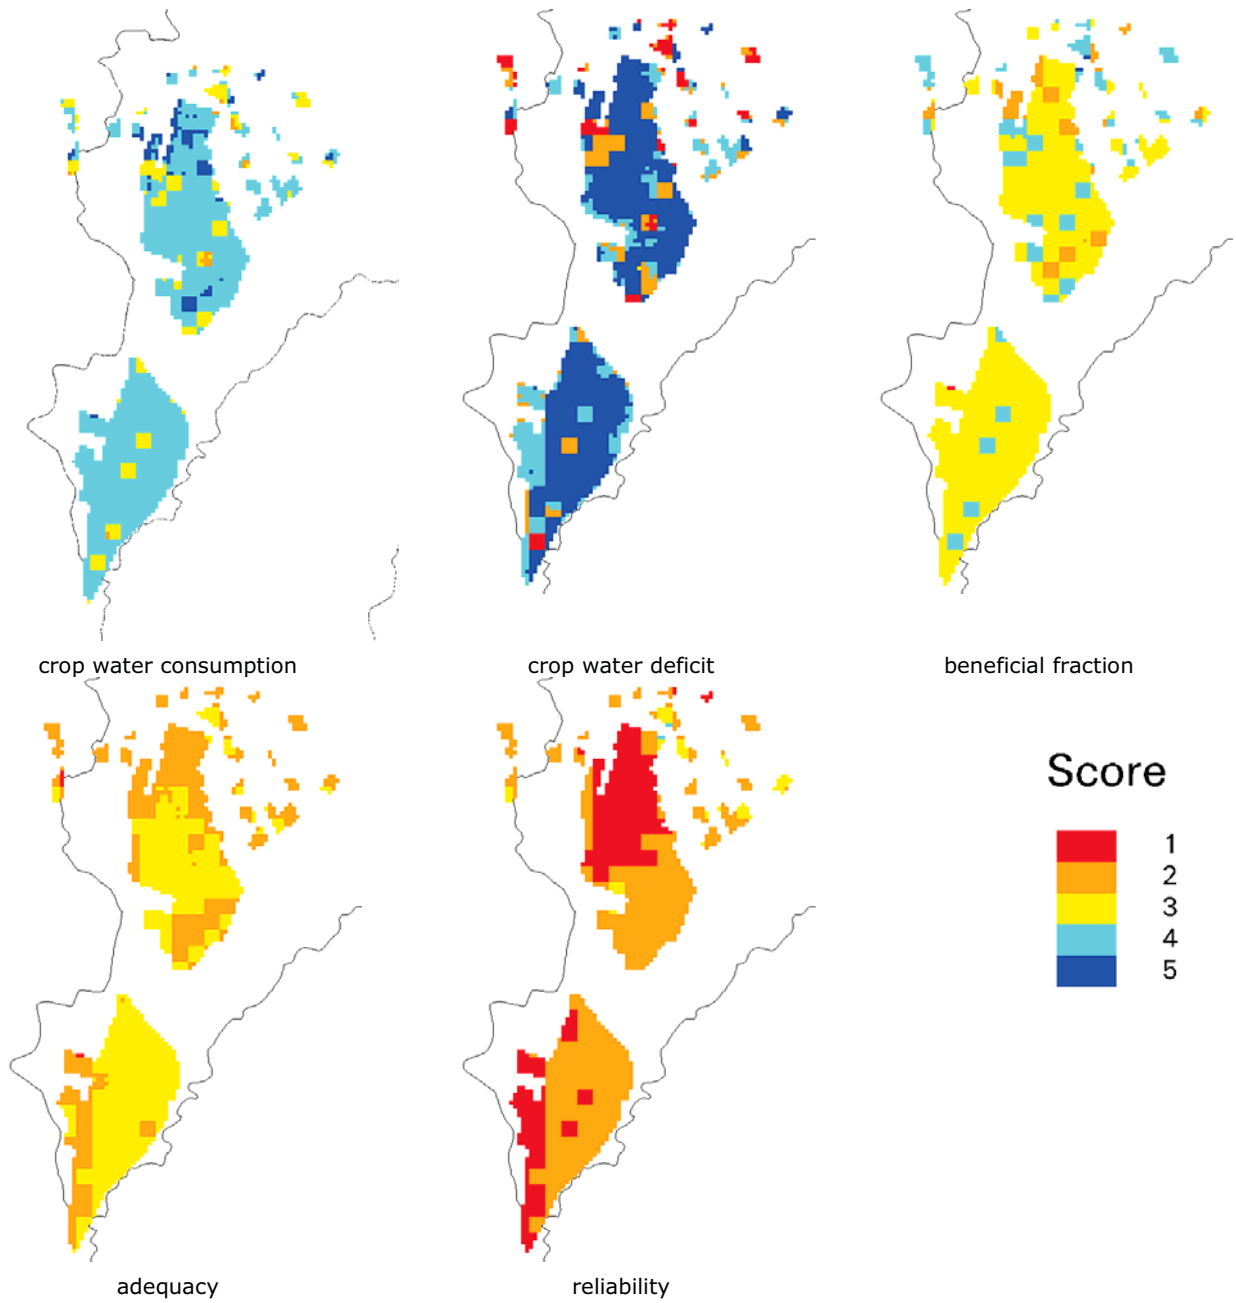 crop water consumption
crop water deficit
beneficial fraction
Score
1
2
3
4
5
adequacy
reliability